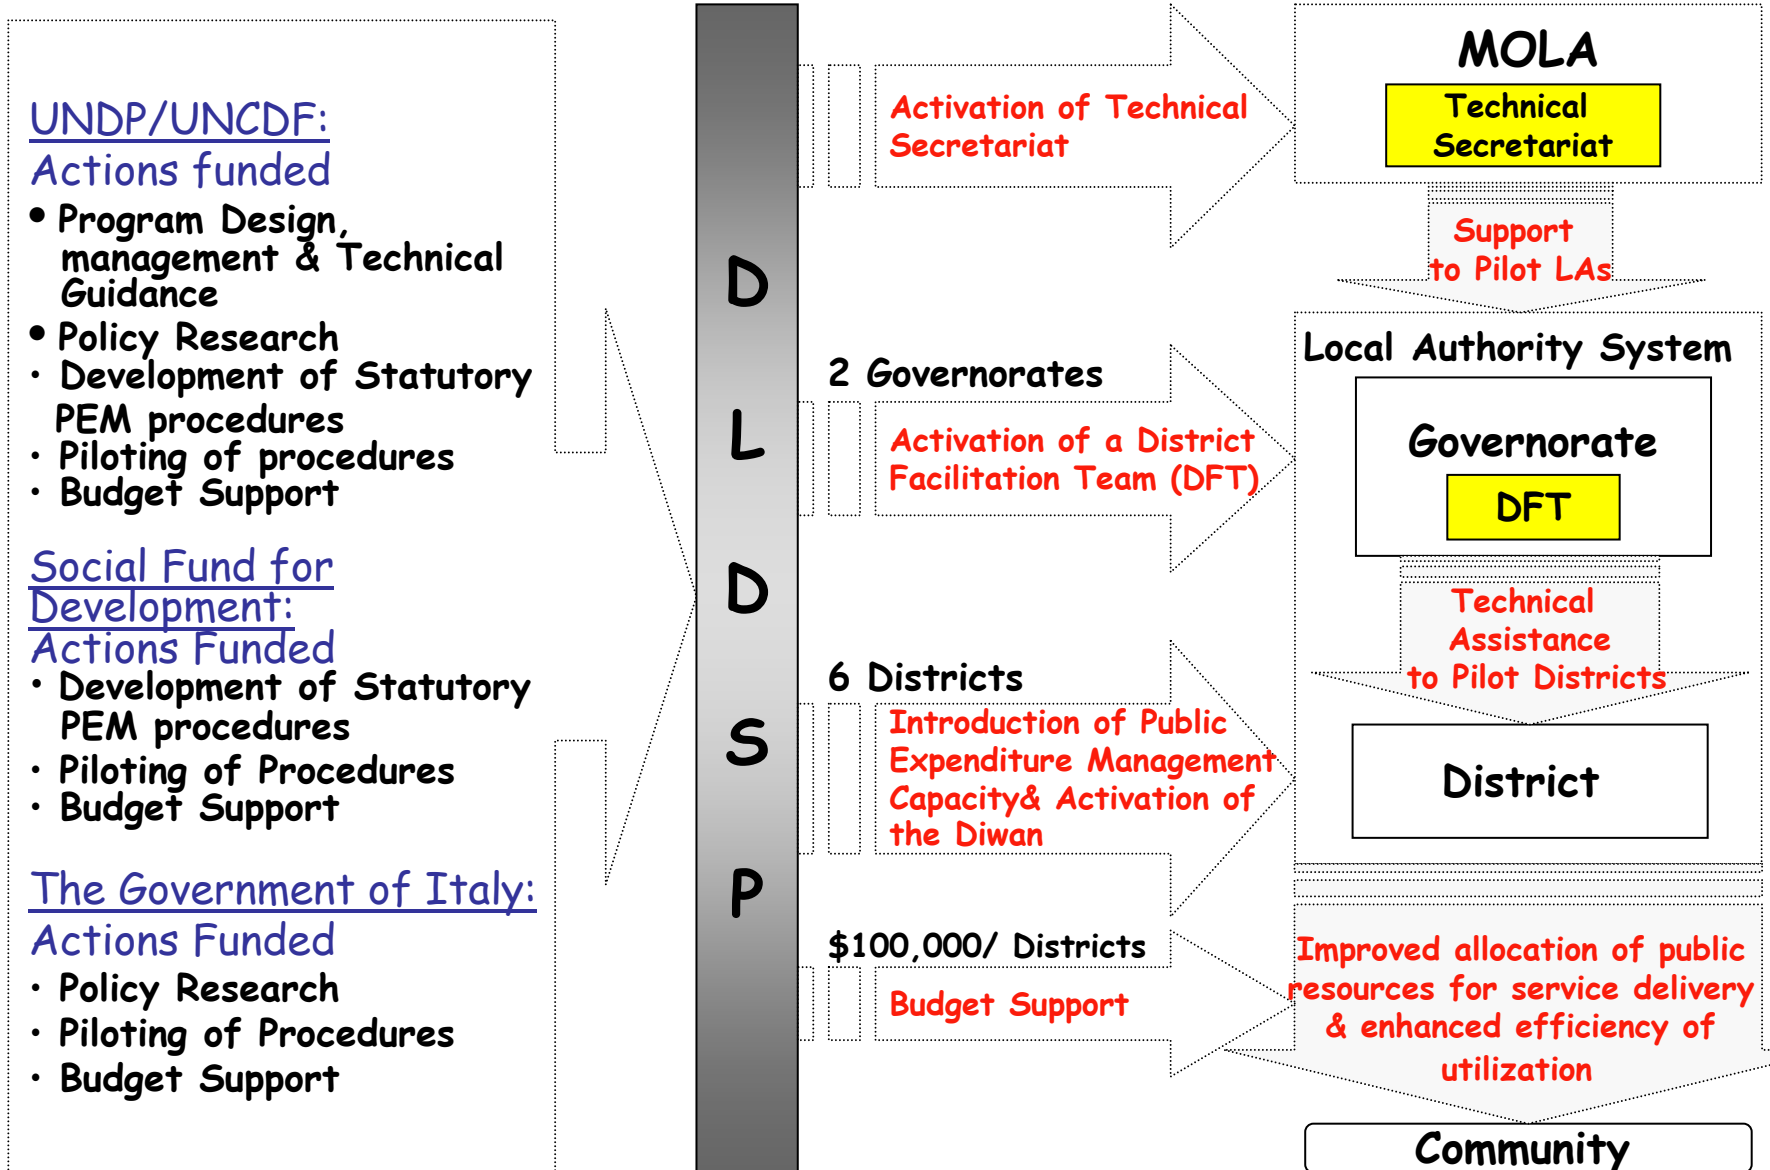 UNDP/UNCDF:
Actions funded
• Program Design,
management & Technical
Guidance
• Policy Research
• Development of Statutory
PEM procedures
• Piloting of procedures
• Budget Support
Social Fund for
Development:
Actions Funded
• Development of Statutory
PEM procedures
• Piloting of Procedures
• Budget Support
The Government of Italy:
Actions Funded
• Policy Research
• Piloting of Procedures
• Budget Support
D
L
D
S
P
Activation of Technical
Secretariat
2 Governorates
Activation of a District
Facilitation Team (DFT)
6 Districts
Introduction of Public
Expenditure Management
Capacity& Activation of
the Diwan
$100,000/ Districts
Budget Support
MOLA
Technical
Secretariat
Support
to Pilot LAs
Local Authority System
Governorate
DFT
Technical
Assistance
to Pilot Districts
District
Improved allocation of public
resources for service delivery
& enhanced efficiency of
utilization
Community